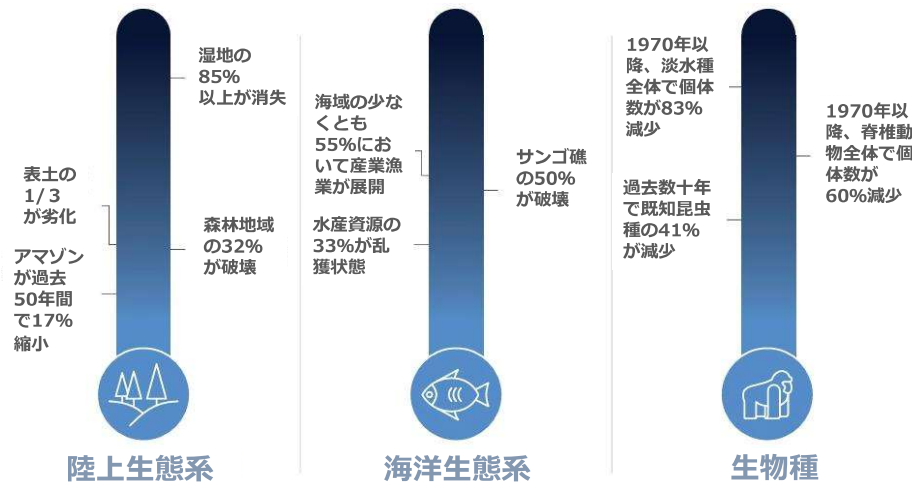 湿地の
85%
以上が消失
表土の
1/3
が劣化
森林地域
の32%
が破壊
アマゾン
が過去
50年間
で17%
縮小
陸上生態系
海域の少な
くとも
55%にお
いて産業漁
業が展開
サンゴ礁
の50%
が破壊
水産資源の
33%が乱
獲状態
海洋生態系
1970年以
降、淡水種
全体で個体
数が83%
減少
1970年以
降、脊椎動
物全体で個
体数が
60%減少
過去数十年
で既知昆虫
種の41%
が減少
生物種